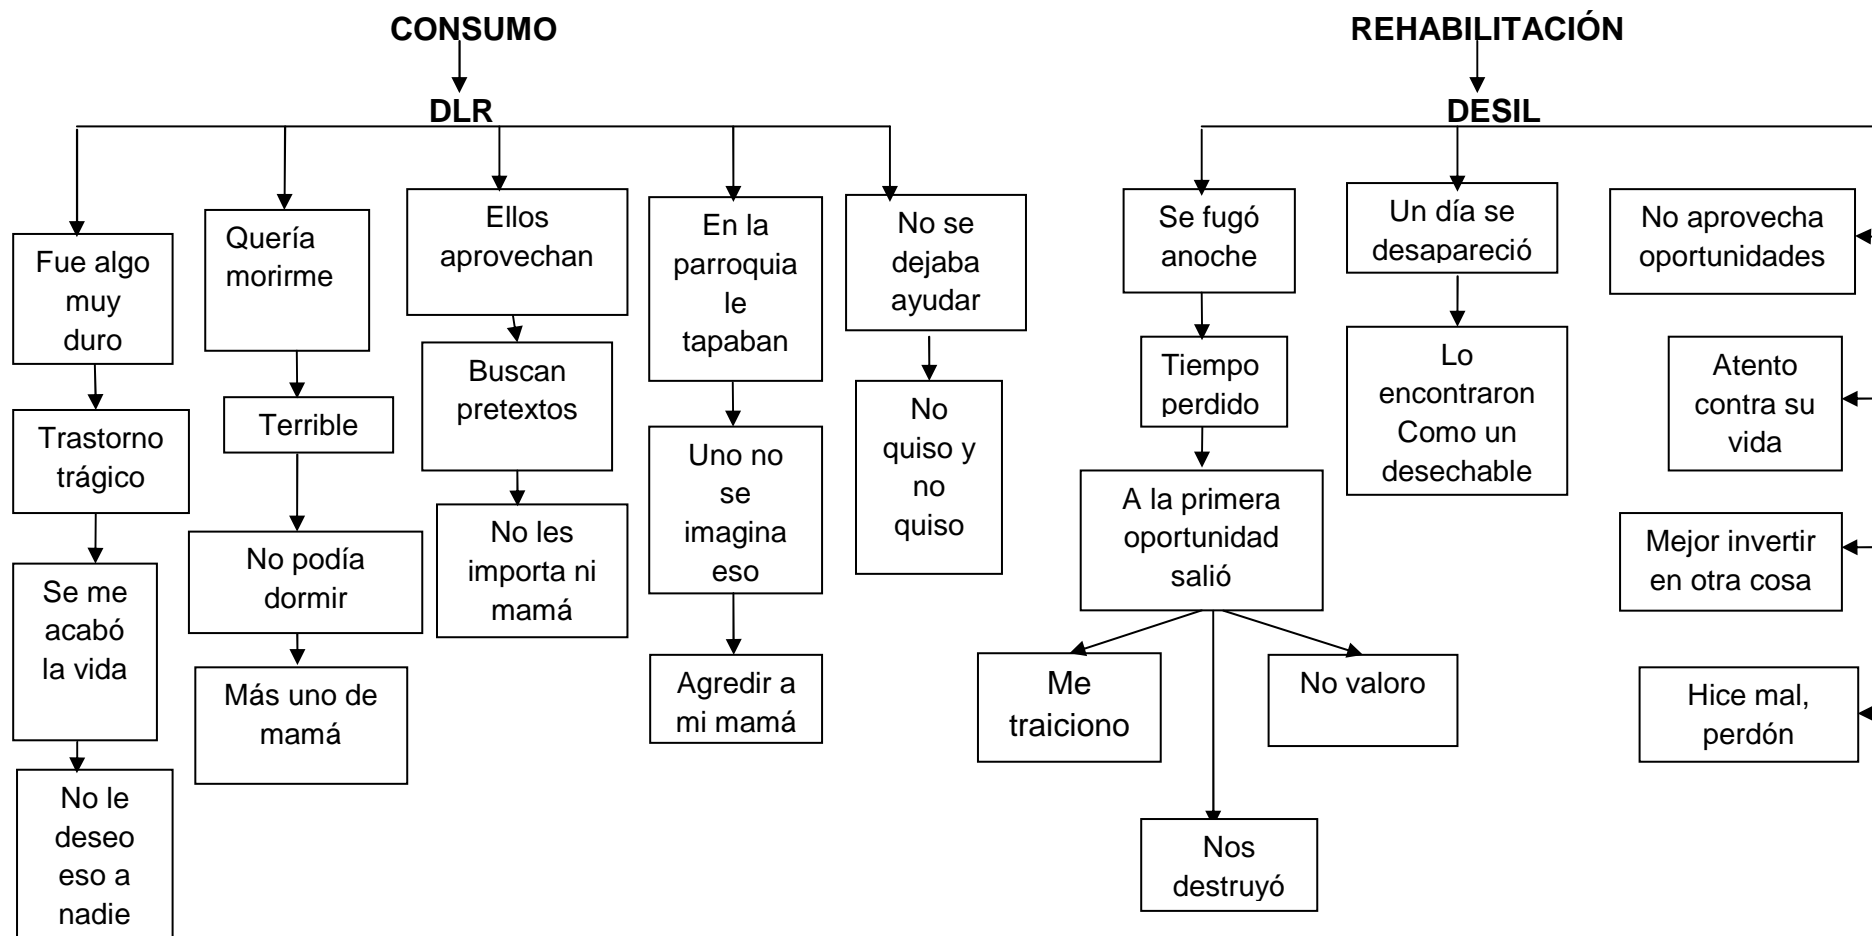 CONSUMO
DLR
Fue algo
muy
duro
Trastorno
trágico
Se me
acabó
la vida
No le
deseo
eso a
nadie
Quería
morirme
Terrible
No podía
dormir
Más uno de
mamá
Ellos
aprovechan
Buscan
pretextos
No les
importa ni
mamá
En la
parroquia
le
tapaban
Uno no
se
imagina
eso
Agredir a
mi mamá
No se
dejaba
ayudar
No
quiso y
no
quiso
REHABILITACIÓN
DESIL
Se fugó
anoche
Tiempo
perdido
A la primera
oportunidad
salió
Me
traiciono
Nos
destruyó
No valoro
Un día se
desapareció
Lo
encontraron
Como un
desechable
No aprovecha
oportunidades
Atento
contra su
vida
Mejor invertir
en otra cosa
Hice mal,
perdón